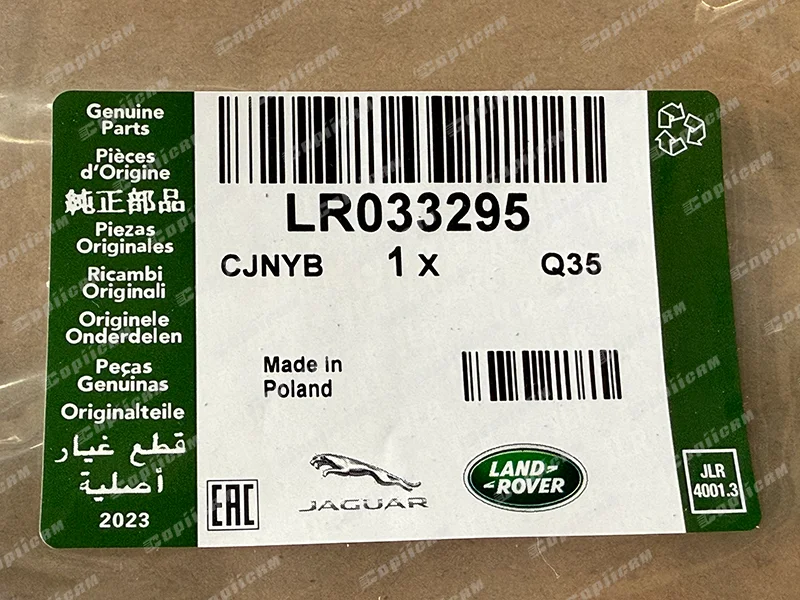 Genuine
Parts
Pièces
d'Origine
純正部品
Piezas
Originales
Ricambi
Originali
Originele
Onderdelen
Peças
Genuinas
Originalteile
قطع غيار
أصلية
2023
LR033295
CJNYB 1 X Q35
Made in
Poland
EAC
JAGUAR
LAND-
-ROVER
JLR
4001.3
CopiiCAM